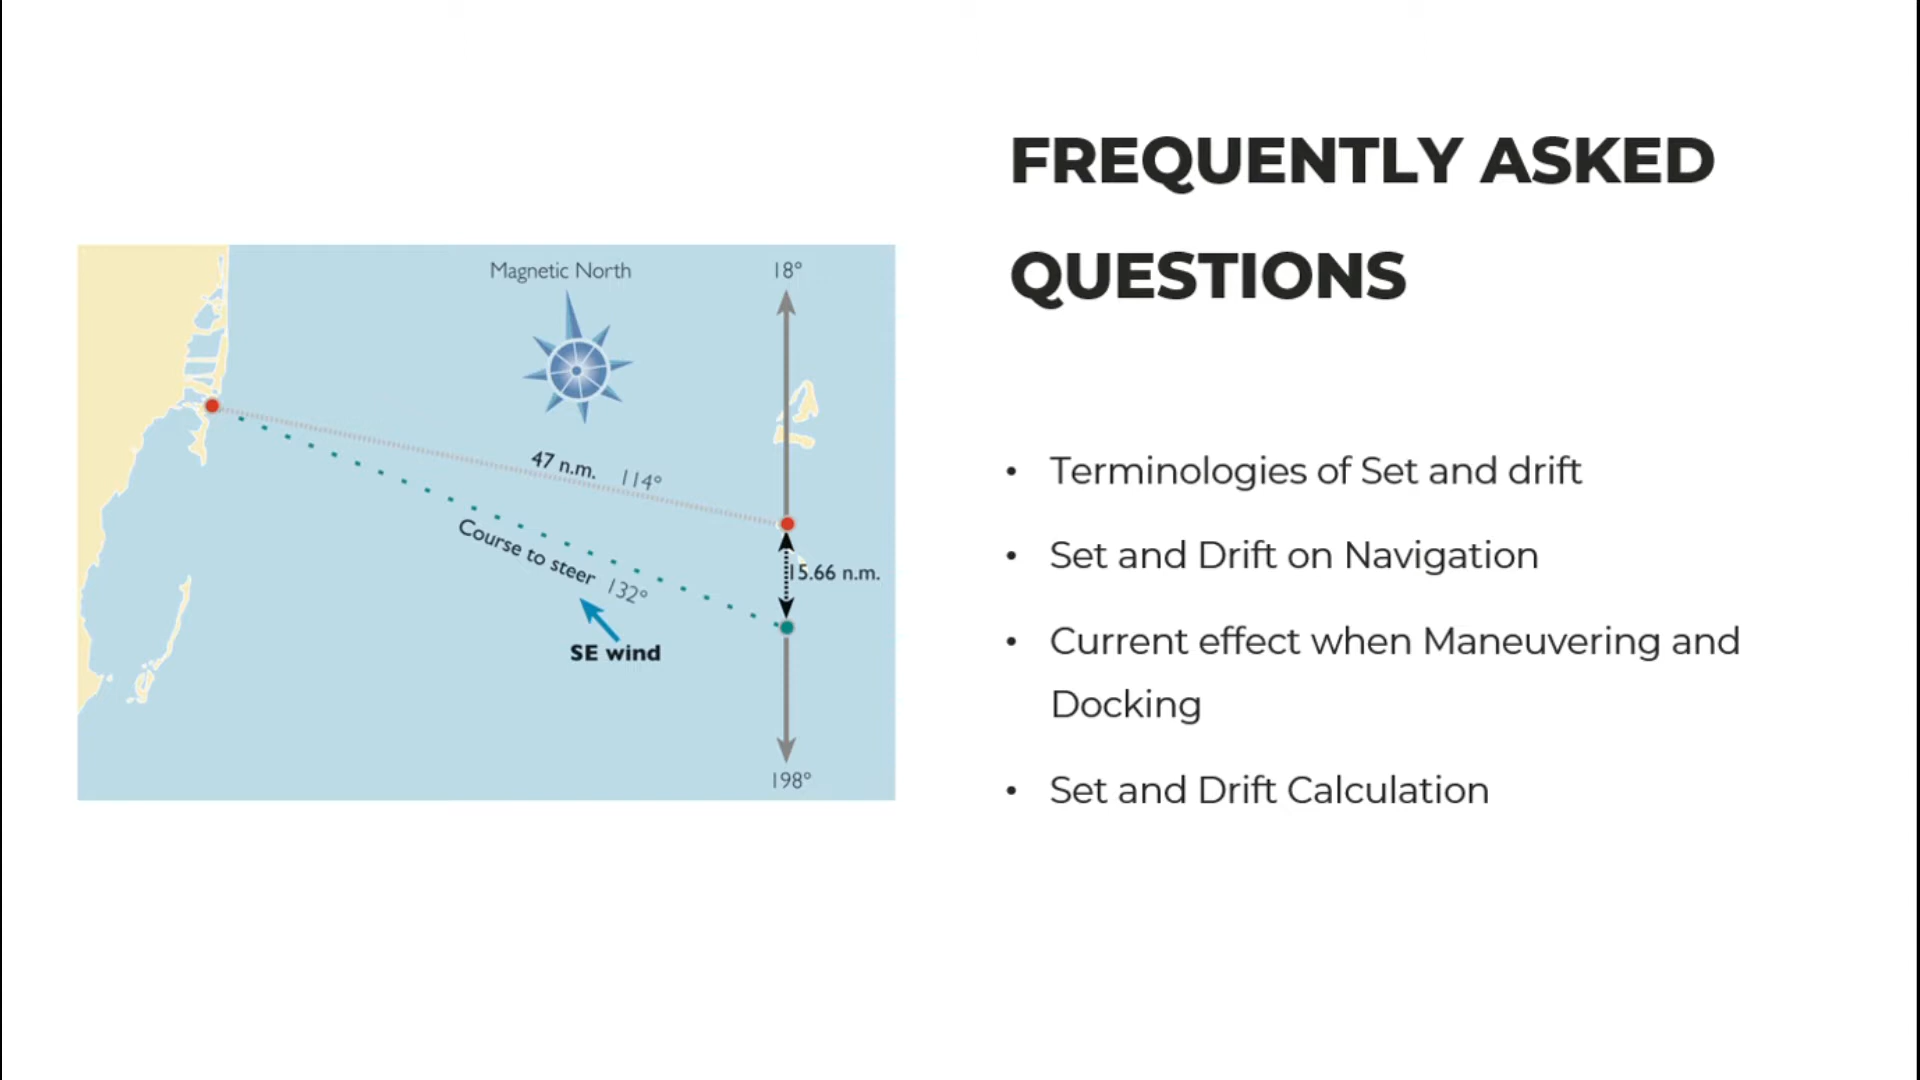 FREQUENTLY ASKED
QUESTIONS
Magnetic North
18°
47 n.m. 114°
Course to steer 132°
15.66 n.m.
SE wind
198°
• Terminologies of Set and drift
• Set and Drift on Navigation
• Current effect when Maneuvering and
Docking
• Set and Drift Calculation